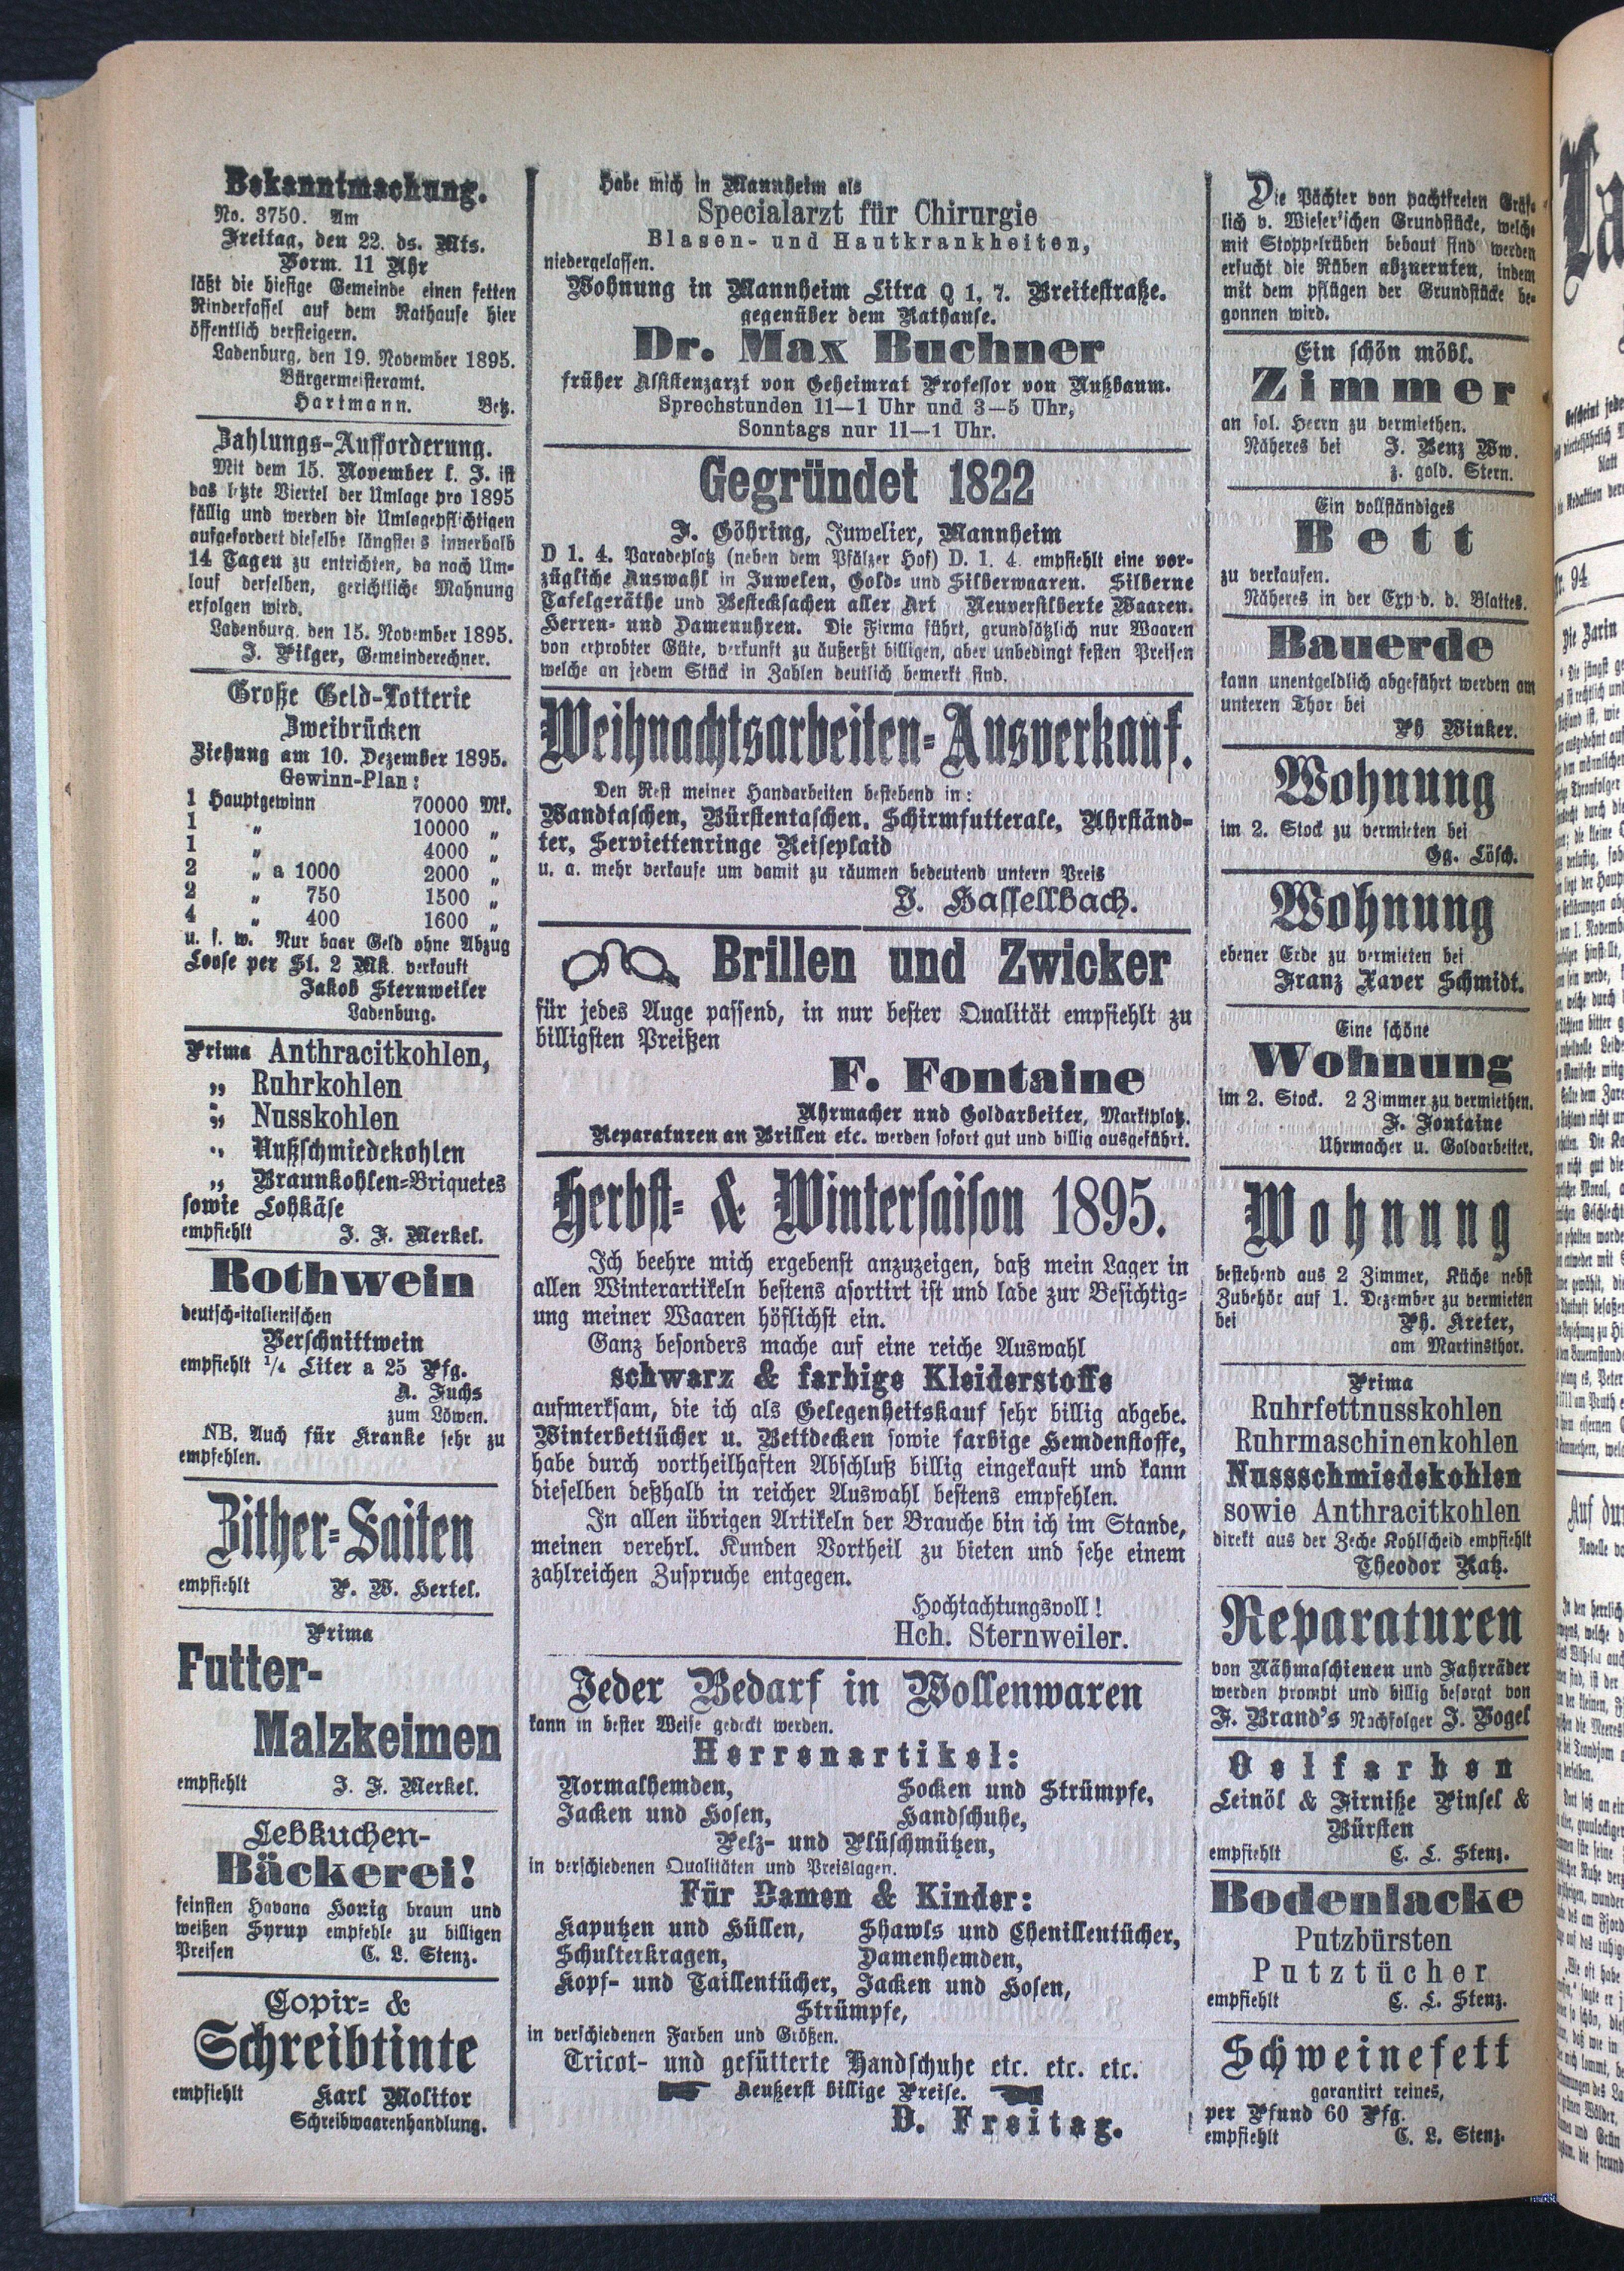 Bekanntmachung.
No. 3750. Am
Freitag, den 22. ds. Mts.
Vorm. 11 Uhr
läßt die hiesige Gemeinde einen fetten
Rinderfassel auf dem Rathause hier
öffentlich versteigern.
Ladenburg, den 19. November 1895.
Bürgermeisteramt.
Hartmann. Betz.
Zahlungs-Aufforderung.
Mit dem 15. November l. J. ist
das letzte Viertel der Umlage pro 1895
fällig und werden die Umlagepflichtigen
aufgefordert dieselbe längstens innerhalb
14 Tagen zu entrichten, da nach Um-
lauf derselben, gerichtliche Mahnung
erfolgen wird.
Ladenburg, den 15. November 1895.
J. Pilger, Gemeinderechner.
Große Geld-Lotterie
Zweibrücken
Ziehung am 10. Dezember 1895.
Gewinn-Plan:
1 Hauptgewinn 70000 Mk.
1 „ 10000 „
1 „ 4000 „
2 „ a 1000 2000 „
2 „ 750 1500 „
4 „ 400 1600 „
u. s. w. Nur baar Geld ohne Abzug
Loose per St. 2 Mk. verkauft
Jakob Sternweiler
Ladenburg.
Prima Anthracitkohlen,
„ Ruhrkohlen
„ Nusskohlen
„ Nußschmiedekohlen
„ Braunkohlen-Briquetes
sowie Lohkäse
empfiehlt J. F. Merkel.
Rothwein
deutsch-italienischen
Verschnittwein
empfiehlt ¼ Liter a 25 Pfg.
A. Fuchs
zum Löwen.
NB. Auch für Kranke sehr zu
empfehlen.
Zither-Saiten
empfiehlt P. W. Hertel.
Prima
Futter-
Malzkeimen
empfiehlt J. F. Merkel.
Lebkuchen-
Bäckerei!
feinsten Havana Honig braun und
weißen Syrup empfehle zu billigen
Preisen C. L. Stenz.
Copir- &
Schreibtinte
empfiehlt Karl Molitor
Schreibwaarenhandlung.
Habe mich in Mannheim als
Specialarzt für Chirurgie
Blasen- und Hautkrankheiten,
niedergelassen.
Wohnung in Mannheim Litra Q 1, 7. Breitestraße.
gegenüber dem Rathause.
Dr. Max Buchner
früher Assistenzarzt von Geheimrat Professor von Nußbaum.
Sprechstunden 11—1 Uhr und 3—5 Uhr,
Sonntags nur 11—1 Uhr.
Gegründet 1822
J. Göhring, Juwelier, Mannheim
D 1. 4. Paradeplatz (neben dem Pfälzer Hof) D. 1. 4. empfiehlt eine vor-
zügliche Auswahl in Juwelen, Gold- und Silberwaaren. Silberne
Tafelgeräthe und Bestecksachen aller Art Neuversilberte Waaren.
Herren- und Damenuhren. Die Firma führt, grundsätzlich nur Waaren
von erprobter Güte, verkunft zu äußerst billigen, aber unbedingt festen Preisen
welche an jedem Stück in Zahlen deutlich bemerkt sind.
Weihnachtsarbeiten-Ausverkauf.
Den Rest meiner Handarbeiten bestehend in:
Wandtaschen, Bürstentaschen, Schirmfutterale, Uhrständ-
ter, Serviettenringe Reiseplaid
u. a. mehr verkaufe um damit zu räumen bedeutend untern Preis
J. Hassellbach.
Brillen und Zwicker
für jedes Auge passend, in nur bester Qualität empfiehlt zu
billigsten Preißen
F. Fontaine
Uhrmacher und Goldarbeiter, Marktplatz.
Reparaturen an Brillen etc. werden sofort gut und billig ausgeführt.
Herbst- & Wintersaison 1895.
Ich beehre mich ergebenst anzuzeigen, daß mein Lager in
allen Winterartikeln bestens asortirt ist und lade zur Besichtig-
ung meiner Waaren höflichst ein.
Ganz besonders mache auf eine reiche Auswahl
schwarz & farbige Kleiderstoffe
aufmerksam, die ich als Gelegenheitskauf sehr billig abgebe.
Winterbettücher u. Bettdecken sowie farbige Hemdenstoffe,
habe durch vortheilhaften Abschluß billig eingekauft und kann
dieselben deßhalb in reicher Auswahl bestens empfehlen.
In allen übrigen Artikeln der Brauche bin ich im Stande,
meinen verehrl. Kunden Vortheil zu bieten und sehe einem
zahlreichen Zuspruche entgegen.
Hochtachtungsvoll!
Hch. Sternweiler.
Jeder Bedarf in Wollenwaren
kann in bester Weise gedeckt werden.
Herrenartikel:
Normalhemden, Socken und Strümpfe,
Jacken und Hosen, Handschuhe,
Pelz- und Plüschmützen,
in verschiedenen Qualitäten und Preislagen.
Für Damen & Kinder:
Kaputzen und Hüllen, Shawls und Chenillentücher,
Schulterkragen, Damenhemden,
Kopf- und Taillentücher, Jacken und Hosen,
Strümpfe,
in verschiedenen Farben und Größen.
Tricot- und gefütterte Handschuhe etc. etc. etc.
Aeußerst billige Preise.
D. Freitag.
Die Pächter von pachtfreien Gräf-
lich v. Wieser'ichen Grundstücke, welche
mit Stoppelrüben bebaut sind werden
ersucht die Rüben abzuernten, indem
mit dem pflügen der Grundstücke be-
gonnen wird.
Ein schön möbl.
Zimmer
an sol. Herrn zu vermiethen.
Näheres bei J. Benz Ww.
z. gold. Stern.
Ein vollständiges
Bett
zu verkaufen.
Näheres in der Exp d. d. Blattes.
Bauerde
kann unentgeldlich abgeführt werden am
unteren Thor bei
Ph Winker.
Wohnung
im 2. Stock zu vermieten bei
Gg. Lösch.
Wohnung
ebener Erde zu vermieten bei
Franz Xaver Schmidt.
Eine schöne
Wohnung
im 2. Stock. 2 Zimmer zu vermiethen.
F. Fontaine
Uhrmacher u. Goldarbeiter.
Wohnung
bestehend aus 2 Zimmer, Küche nebst
Zubehör auf 1. Dezember zu vermieten
bei Ph. Kreter,
am Martinsthor.
Prima
Ruhrfettnusskohlen
Ruhrmaschinenkohlen
Nussschmiedekohlen
sowie Anthracitkohlen
direkt aus der Zeche Kohlscheid empfiehlt
Theodor Katz.
Reparaturen
von Nähmaschienen und Fahrräder
werden prompt und billig besorgt von
F. Brand's Nachfolger J. Vogel
Oelfarben
Leinöl & Firniße Pinsel &
Bürsten
empfiehlt C. L. Stenz.
Bodenlacke
Putzbürsten
Putztücher
empfiehlt C. L. Stenz.
Schweinefett
garantirt reines,
per Pfund 60 Pfg.
empfiehlt C. L. Stenz.
Nr. 94
Die Zarin